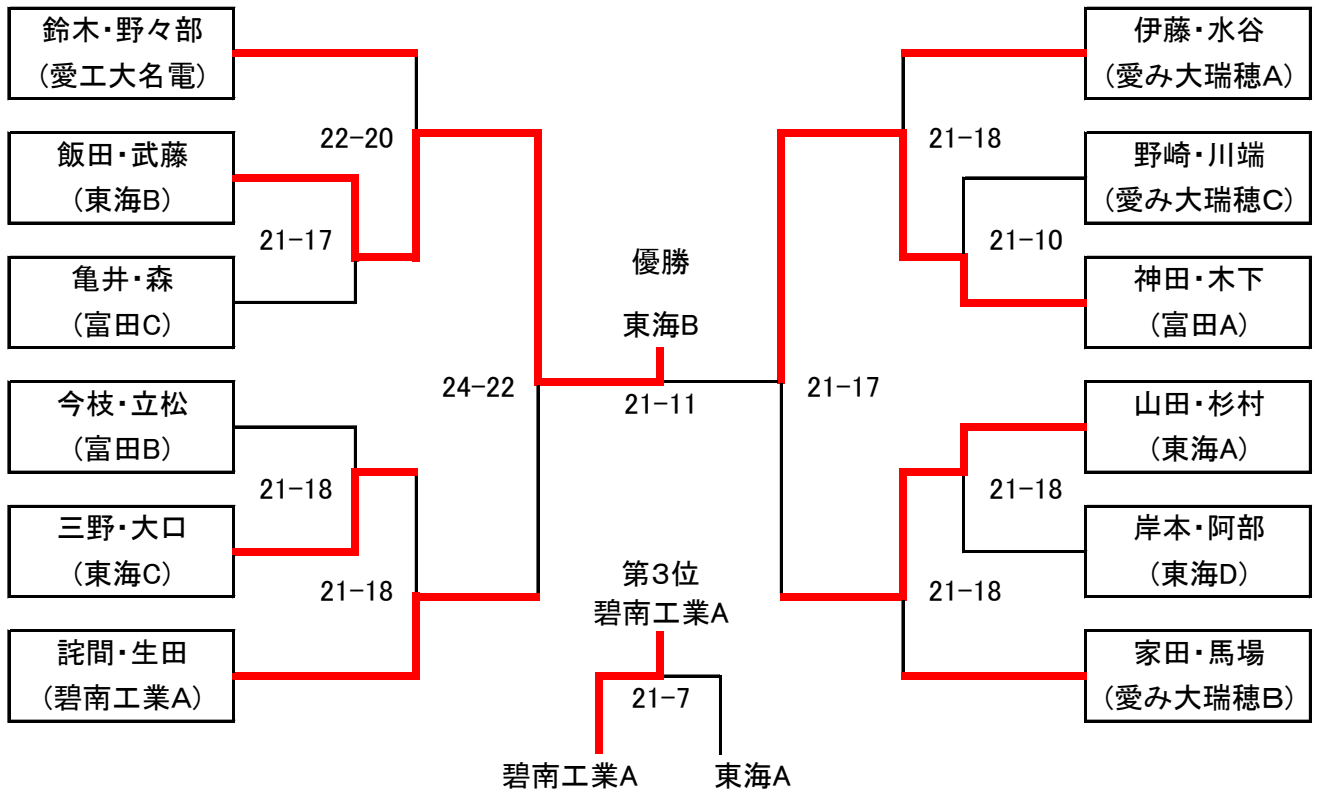 鈴木・野々部
(愛工大名電)
飯田・武藤
(東海B)
亀井・森
(富田C)
今枝・立松
(富田B)
三野・大口
(東海C)
詫間・生田
(碧南工業A)
22-20
21-17
24-22
21-18
21-18
優勝
東海B
21-11
第3位
碧南工業A
21-7
碧南工業A
東海A
21-18
21-10
21-17
21-18
21-18
伊藤・水谷
(愛み大瑞穂A)
野崎・川端
(愛み大瑞穂C)
神田・木下
(富田A)
山田・杉村
(東海A)
岸本・阿部
(東海D)
家田・馬場
(愛み大瑞穂B)